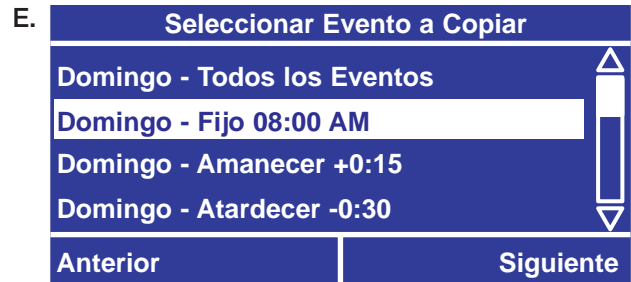 E.
Seleccionar Evento a Copiar
Domingo - Todos los Eventos
Domingo - Fijo 08:00 AM
Domingo - Amanecer +0:15
Domingo - Atardecer -0:30
Anterior Siguiente